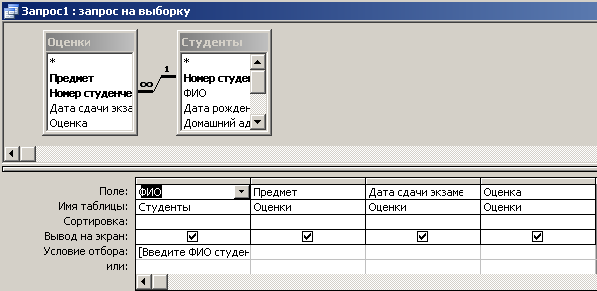 Запрос1 : запрос на выборку
Оценки
*
Предмет
Номер студенче
Дата сдачи экза
Оценка
∞ 1
Студенты
*
Номер студен
ФИО
Дата рожден
Домашний ад
Поле: ФИО Предмет Дата сдачи экзаме Оценка
Имя таблицы: Студенты Оценки Оценки Оценки
Сортировка:
Вывод на экран:
Условие отбора: [Введите ФИО студен
или: